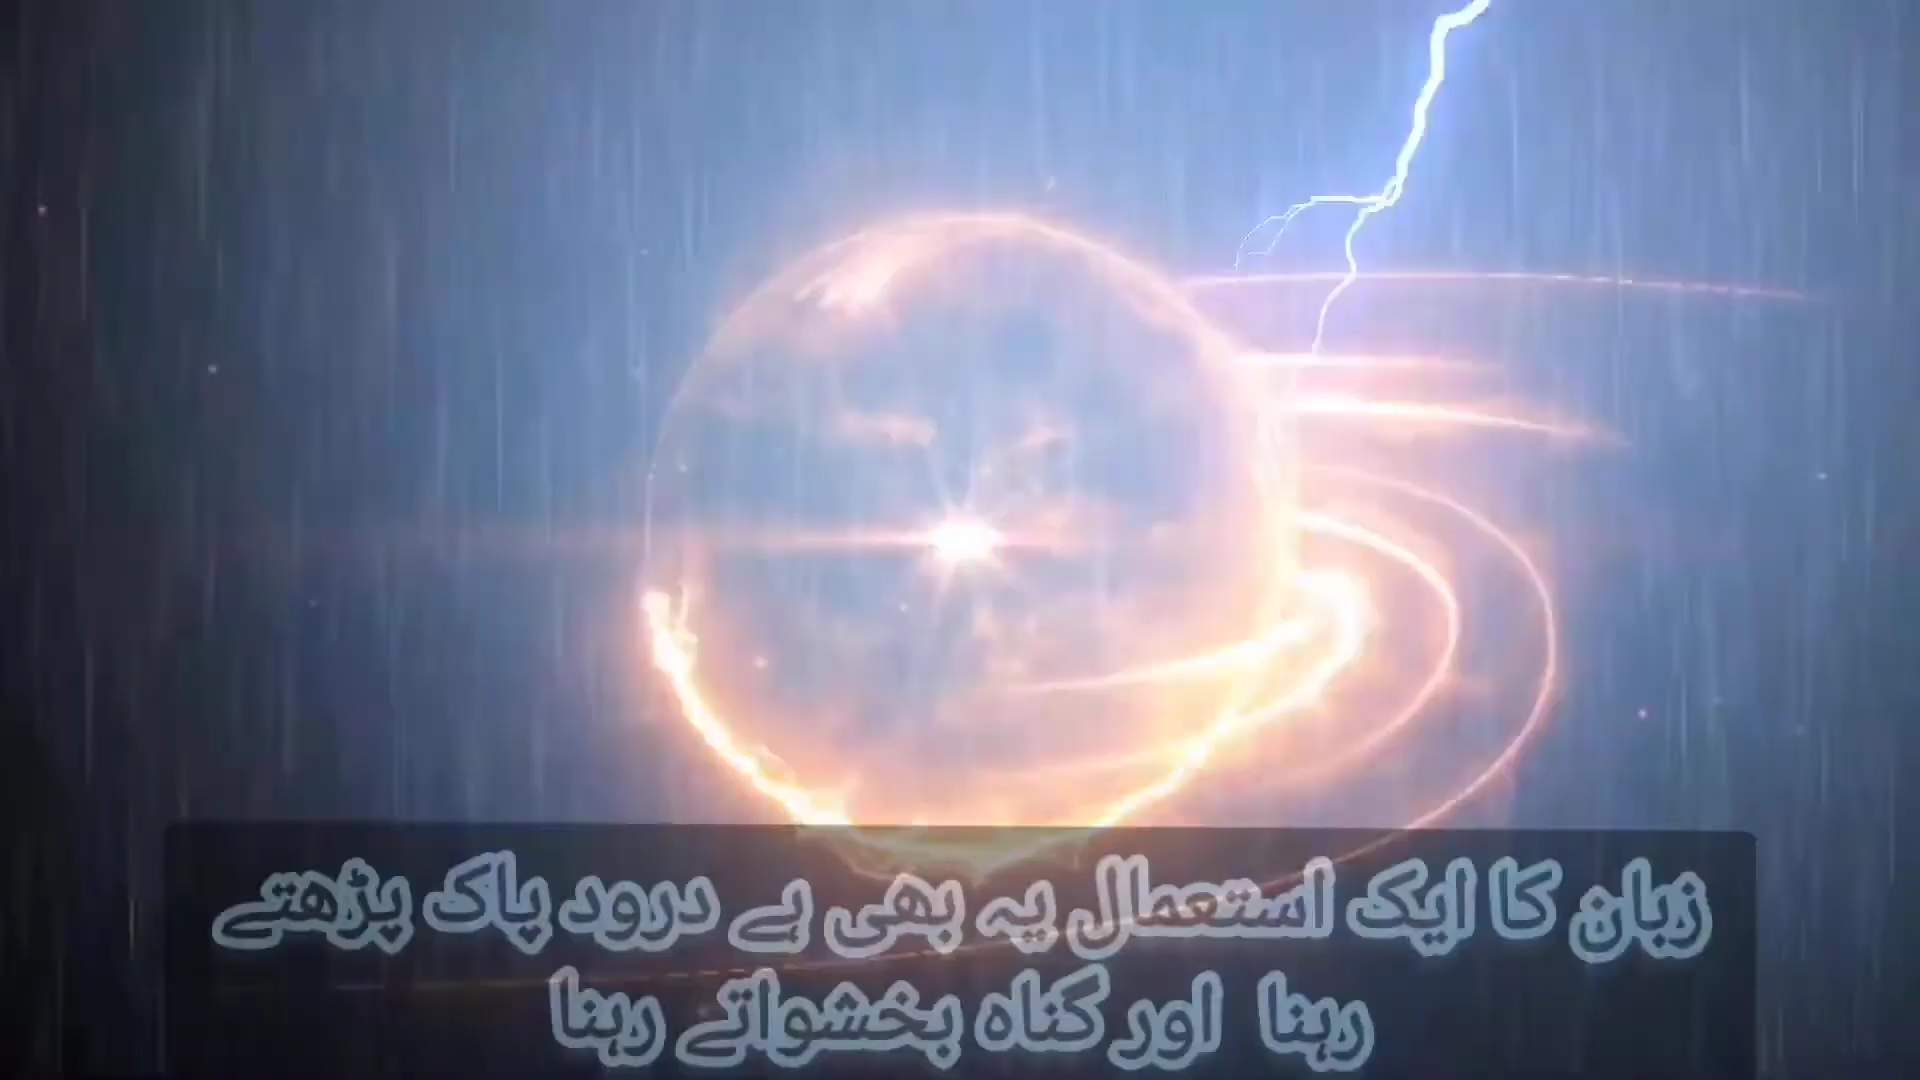 زبان کا ایک استعمال یہ بھی ہے درود پاک پڑھتے
رہنا اور گناہ بخشواتے رہنا